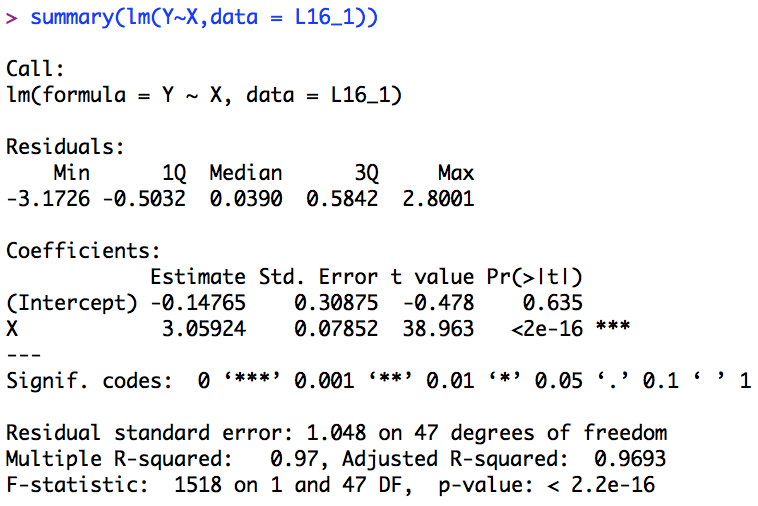 > summary(lm(Y~X,data = L16_1))
Call:
lm(formula = Y ~ X, data = L16_1)
Residuals:
    Min      1Q  Median      3Q     Max
-3.1726 -0.5032  0.0390  0.5842  2.8001
Coefficients:
            Estimate Std. Error t value Pr(>|t|)
(Intercept) -0.14765    0.30875  -0.478    0.635
X            3.05924    0.07852  38.963   <2e-16 ***
---
Signif. codes:  0 ‘***’ 0.001 ‘**’ 0.01 ‘*’ 0.05 ‘.’ 0.1 ‘ ’ 1
Residual standard error: 1.048 on 47 degrees of freedom
Multiple R-squared:   0.97, Adjusted R-squared:  0.9693
F-statistic:  1518 on 1 and 47 DF,  p-value: < 2.2e-16